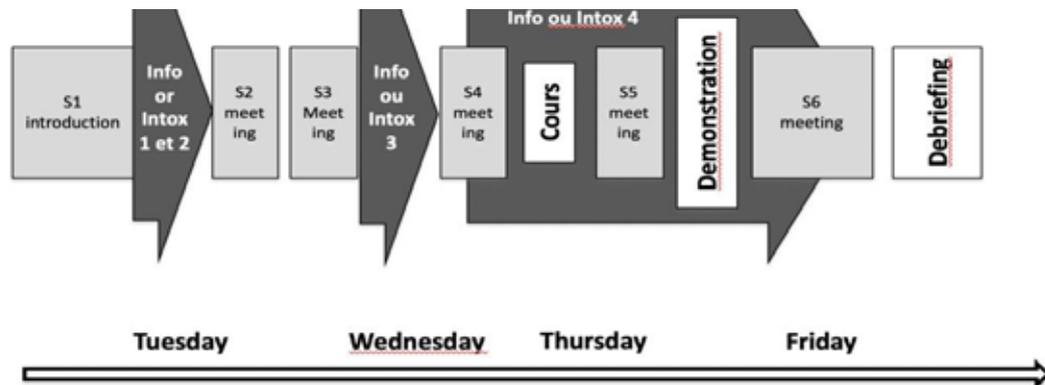 Info ou Intox 4
S1
introduction
Info
or
Intox
1 et 2
S2
meet
ing
S3
Meet
ing
Info
ou
Intox
3
S4
meet
ing
Cours
S5
meet
ing
Demonstration
S6
meeting
Debriefing
Tuesday
Wednesday
Thursday
Friday